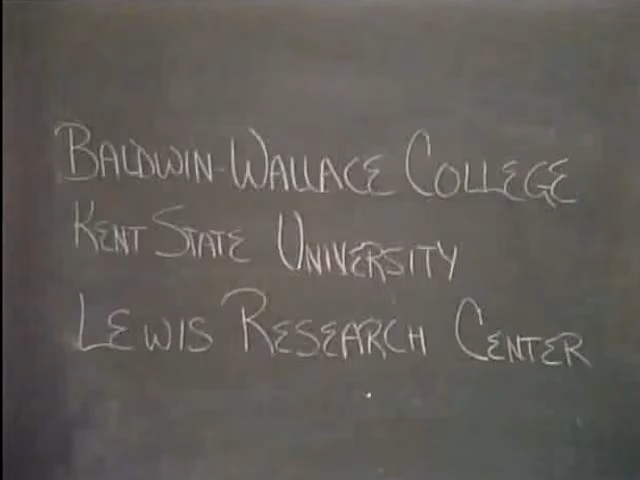 BALDWIN-WALLACE COLLEGE
KENT STATE UNIVERSITY
LEWIS RESEARCH CENTER